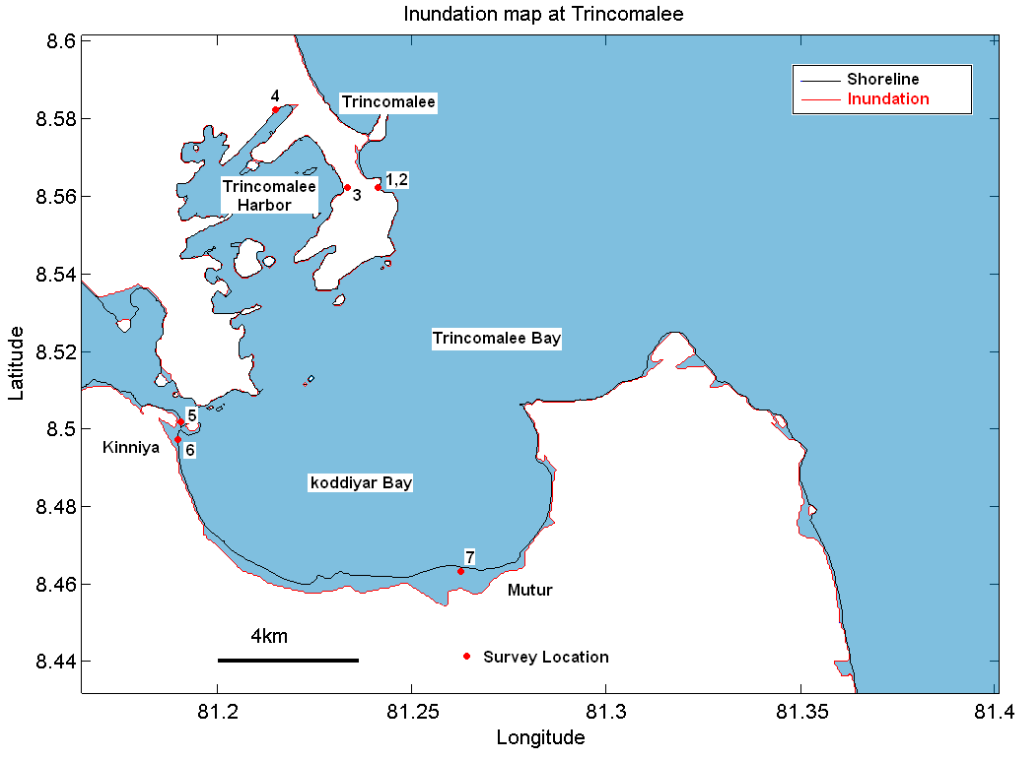 Inundation map at Trincomalee
8.6
8.58
8.56
8.54
8.52
8.5
8.48
8.46
8.44
Latitude
Shoreline
Inundation
4
Trincomalee
1,2
3
Trincomalee
Harbor
Trincomalee Bay
5
6
Kinniya
koddiyar Bay
7
Mutur
4km
Survey Location
81.2
81.25
81.3
81.35
81.4
Longitude